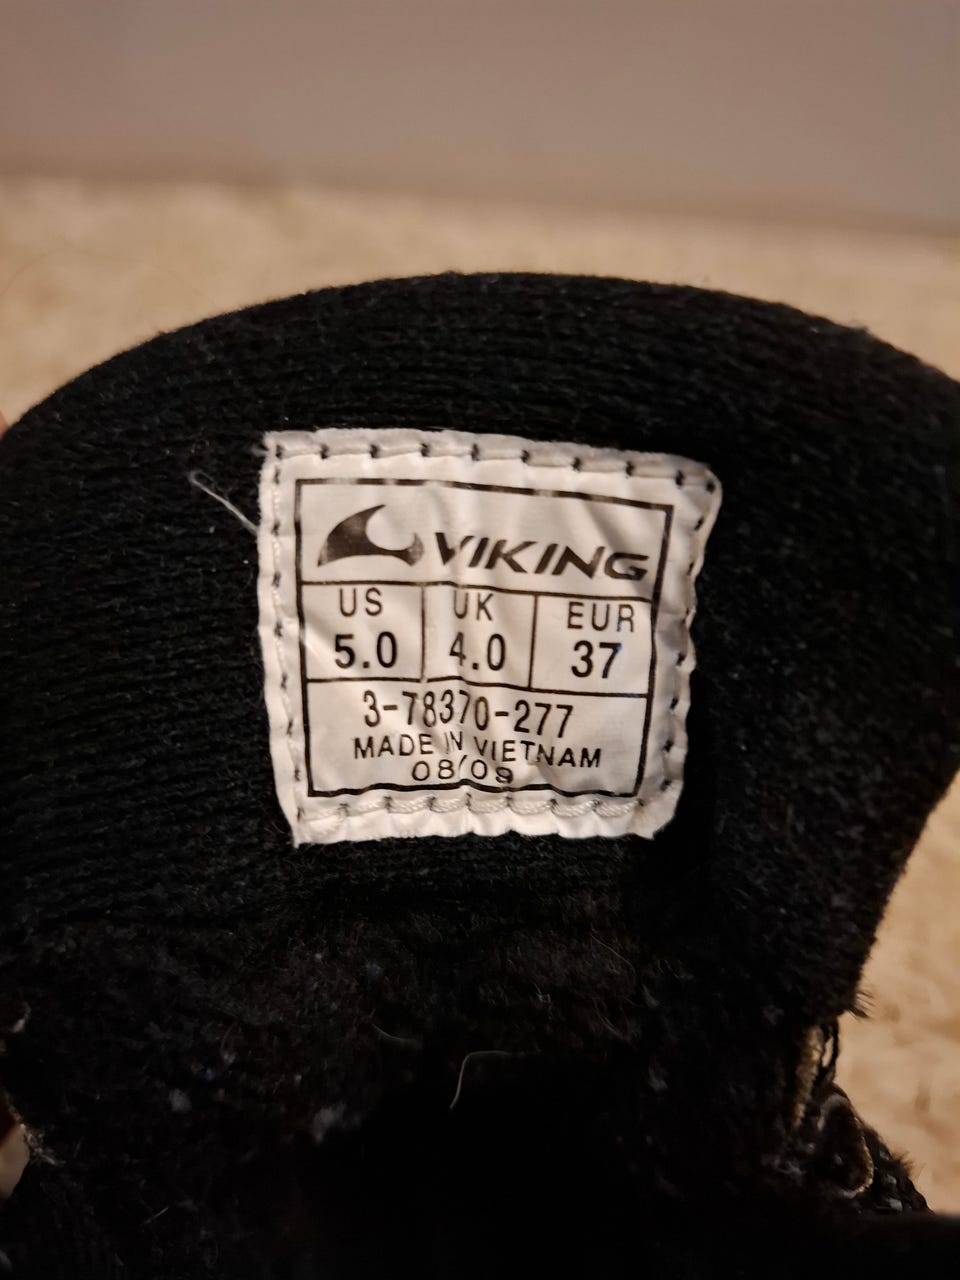 VIKING
US UK EUR
5.0 4.0 37
3-78370-277
MADE IN VIETNAM
08/09